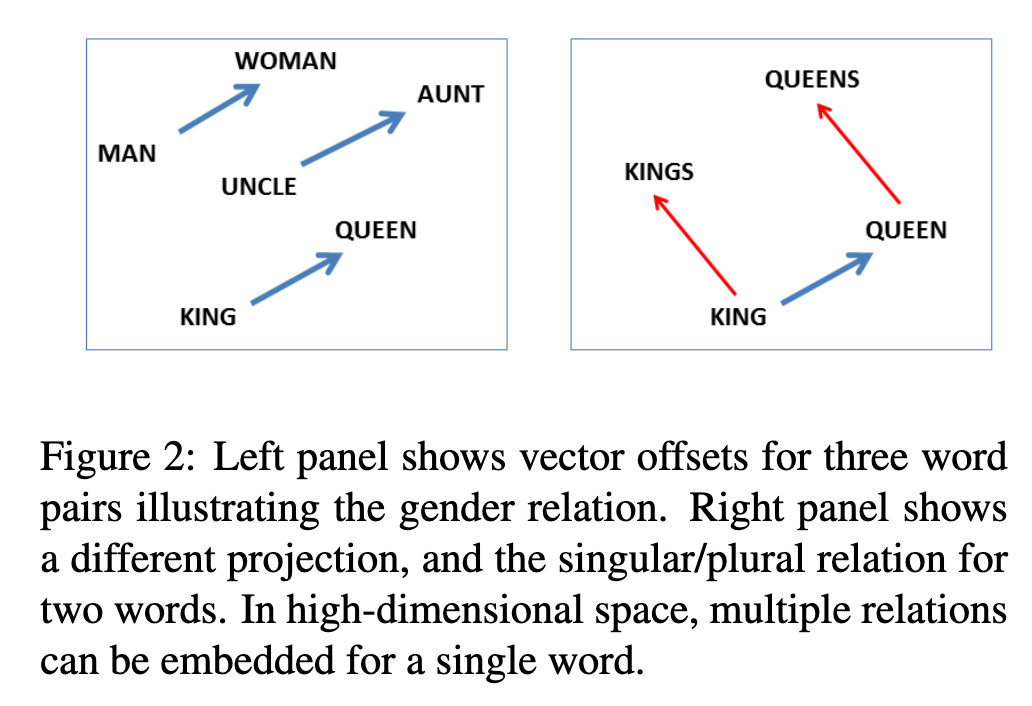 WOMAN
AUNT
MAN
UNCLE
QUEEN
KING
QUEENS
KINGS
QUEEN
KING
Figure 2: Left panel shows vector offsets for three word
pairs illustrating the gender relation. Right panel shows
a different projection, and the singular/plural relation for
two words. In high-dimensional space, multiple relations
can be embedded for a single word.